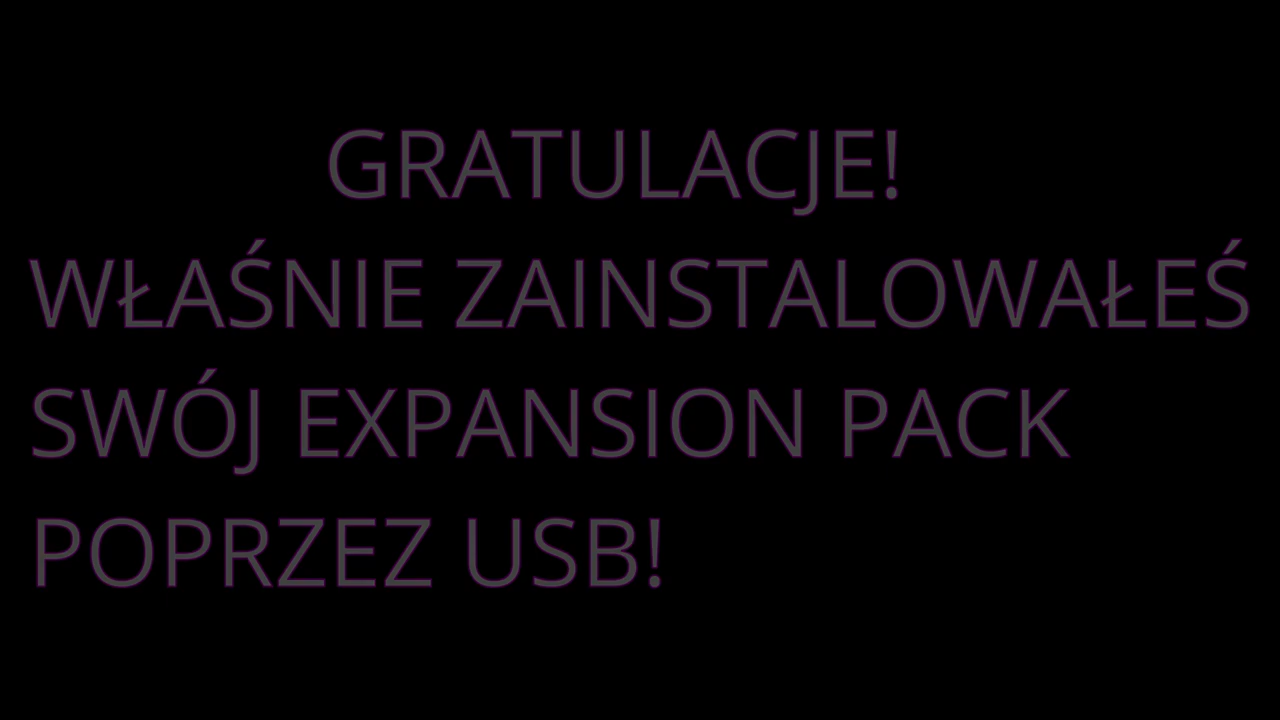 GRATULACJE!
WŁAŚNIE ZAINSTALOWAŁEŚ
SWÓJ EXPANSION PACK
POPRZEZ USB!